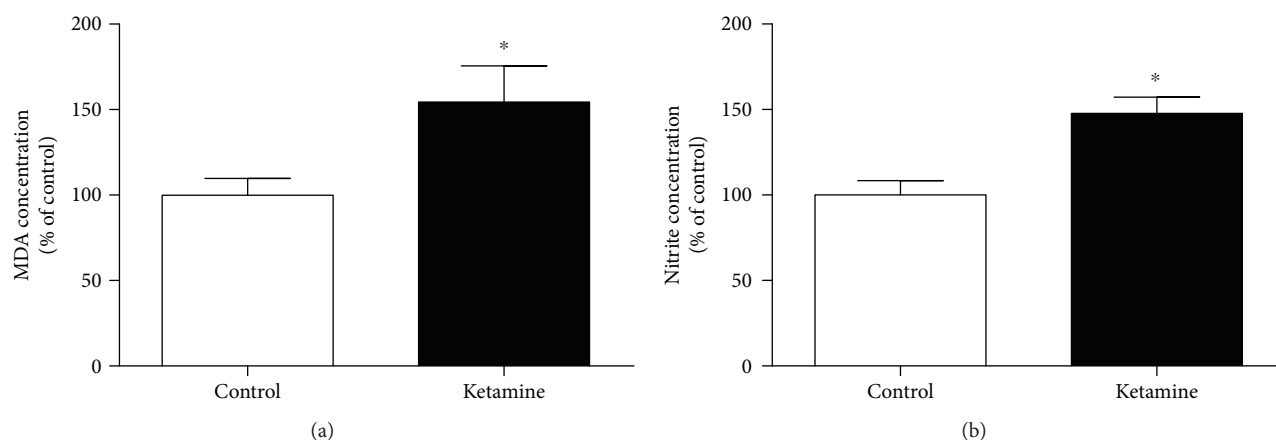 MDA concentration
(% of control)
200
150
100
50
0
*
Control
Ketamine
(a)
Nitrite concentration
(% of control)
200
150
100
50
0
*
Control
Ketamine
(b)